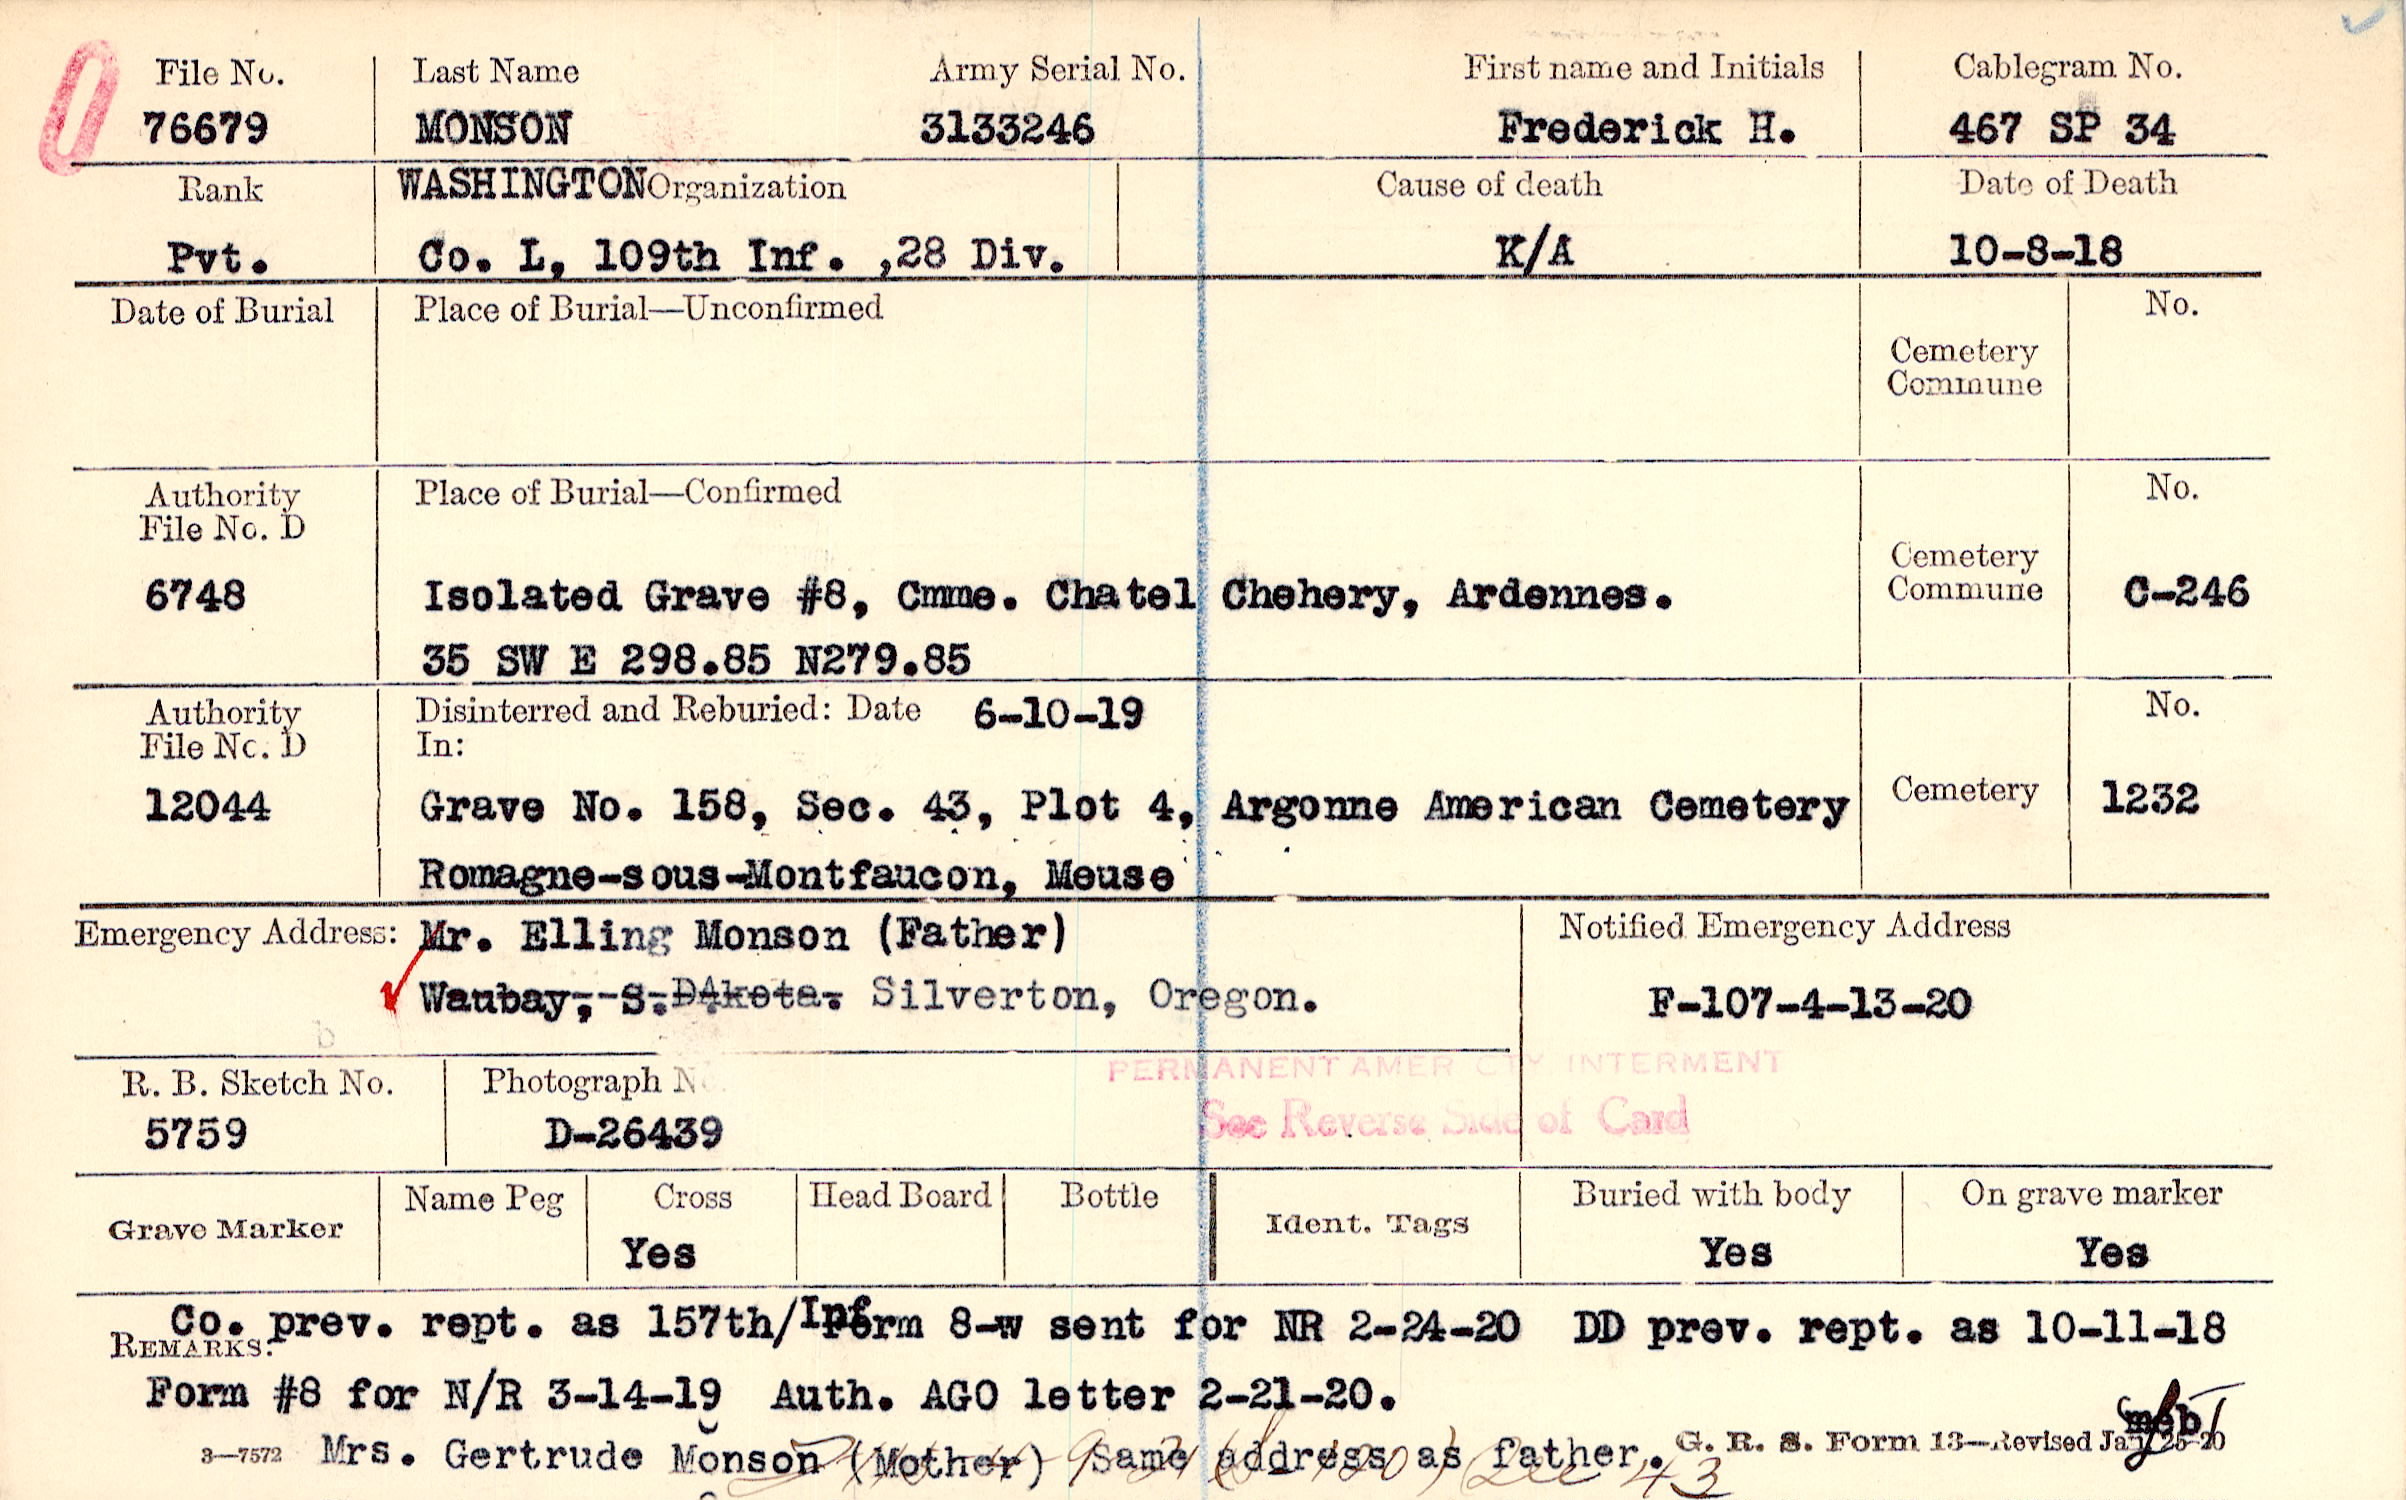 File No. Last Name Army Serial No. First name and Initials Cablegram No.
76679 MONSON 3133246 Frederick H. 467 SP 34
Rank WASHINGTON Organization Cause of death Date of Death
Pvt. Co. L, 109th Inf. ,28 Div. K/A 10-8-18
Date of Burial Place of Burial—Unconfirmed No.
Cemetery
Commune
Authority Place of Burial—Confirmed No.
File No. D
Cemetery
6748 Isolated Grave #8, Cmme. Chatel Chehery, Ardennes. Commune C-246
35 SW E 298.85 N279.85
Authority Disinterred and Reburied: Date 6-10-19 No.
File No. D In:
12044 Grave No. 158, Sec. 43, Plot 4, Argonne American Cemetery Cemetery 1232
Romagne-sous-Montfaucon, Meuse
Emergency Address: Mr. Elling Monson (Father) Notified Emergency Address
Waubay, S. Dakota. Silverton, Oregon. F-107-4-13-20
PERMANENT AMER CTY. INTERMENT
R. B. Sketch No. Photograph No. See Reverse Side of Card
5759 D-26439
Grave Marker Name Peg Cross Head Board Bottle Ident. Tags Buried with body On grave marker
Yes Yes Yes
Co. prev. rept. as 157th/Inf Form 8-w sent for NR 2-24-20 DD prev. rept. as 10-11-18
REMARKS:
Form #8 for N/R 3-14-19 Auth. AGO letter 2-21-20.
meb
3—7572 Mrs. Gertrude Monson (Mother) Same address as father. G. R. S. Form 13—Revised Jan 26-20
43